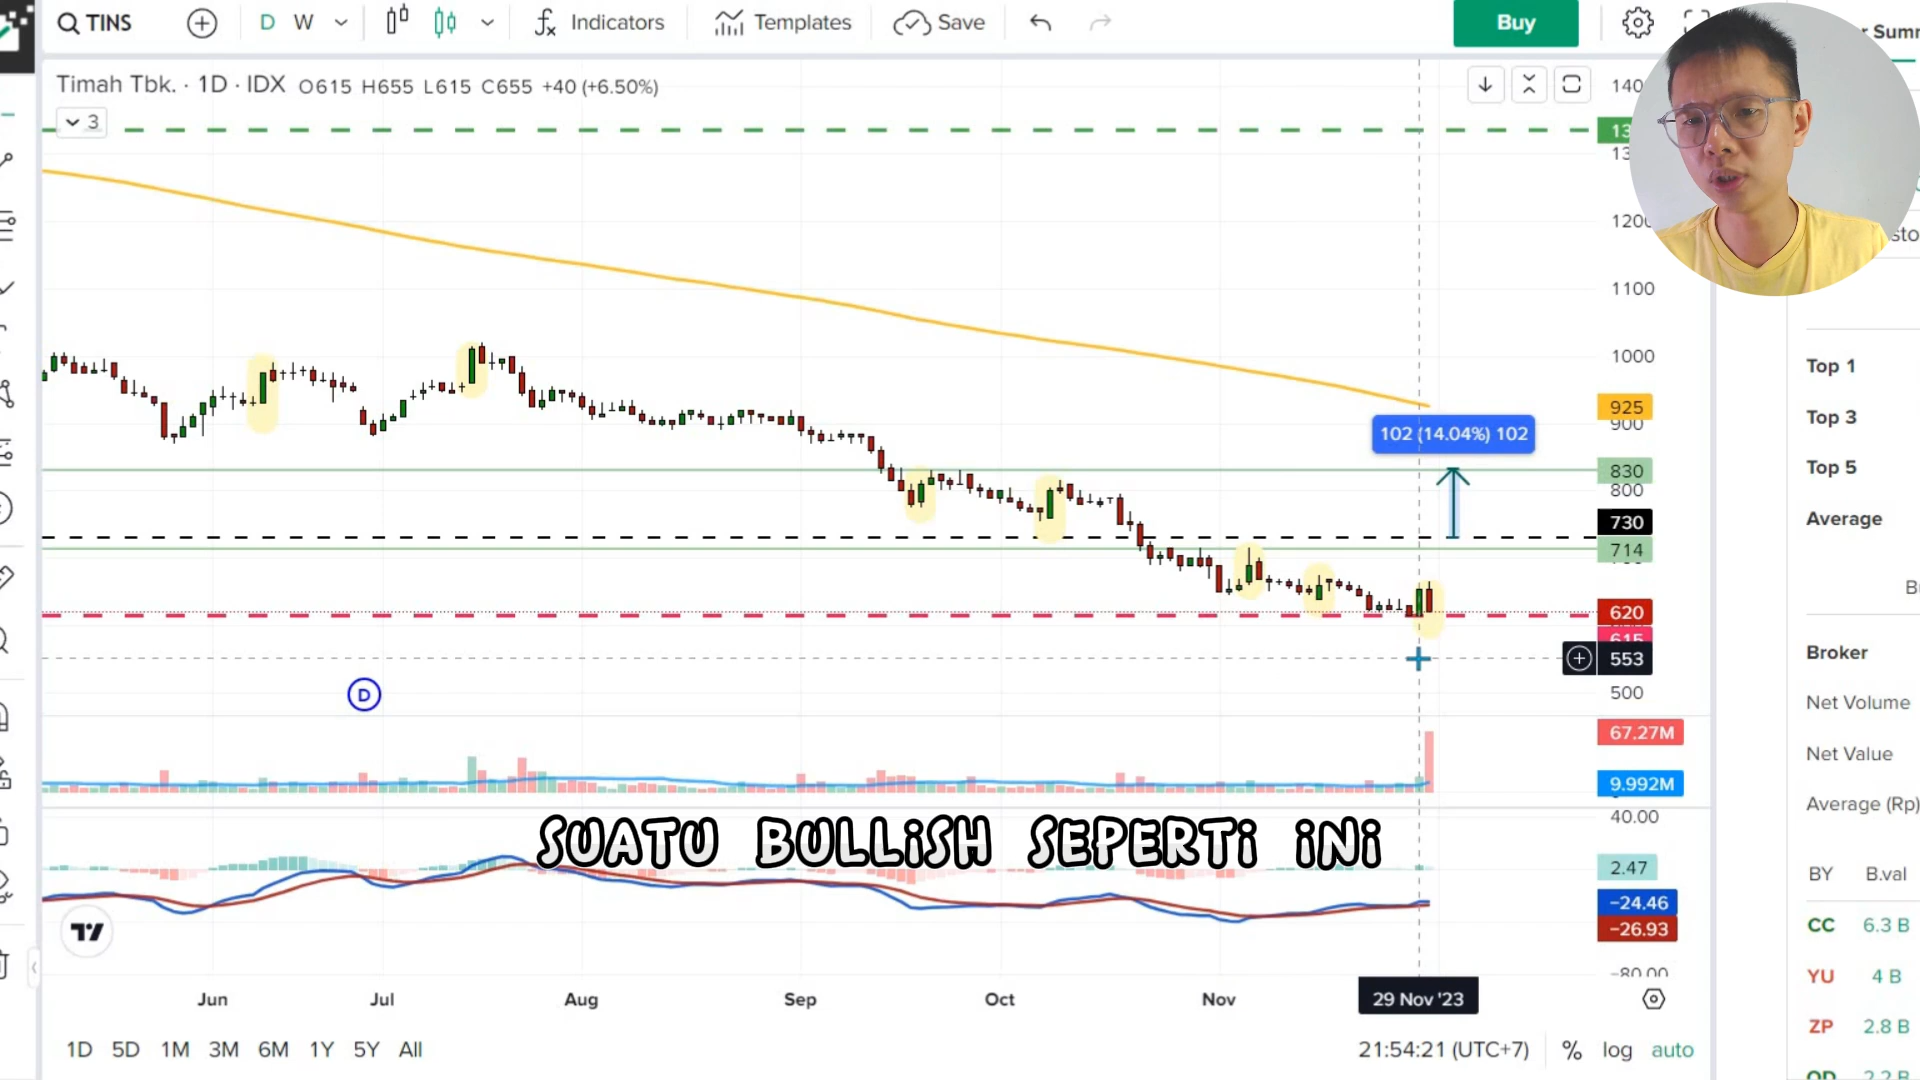 TINS
D W
Indicators
Templates
Save
Buy
Timah Tbk. · 1D · IDX O615 H655 L615 C655 +40 (+6.50%)
3
1200
1100
1000
925
900
102 (14.04%) 102
830
800
730
714
620
615
553
500
D
67.27M
9.992M
40.00
SUATU BULLISH SEPERTI INI
2.47
−24.46
−26.93
−80.00
Jun Jul Aug Sep Oct Nov 29 Nov '23
1D 5D 1M 3M 6M 1Y 5Y All
21:54:21 (UTC+7) % log auto
Top 1
Top 3
Top 5
Average
Broker
Net Volume
Net Value
Average (Rp)
BY B.val
CC 6.3 B
YU 4 B
ZP 2.8 B